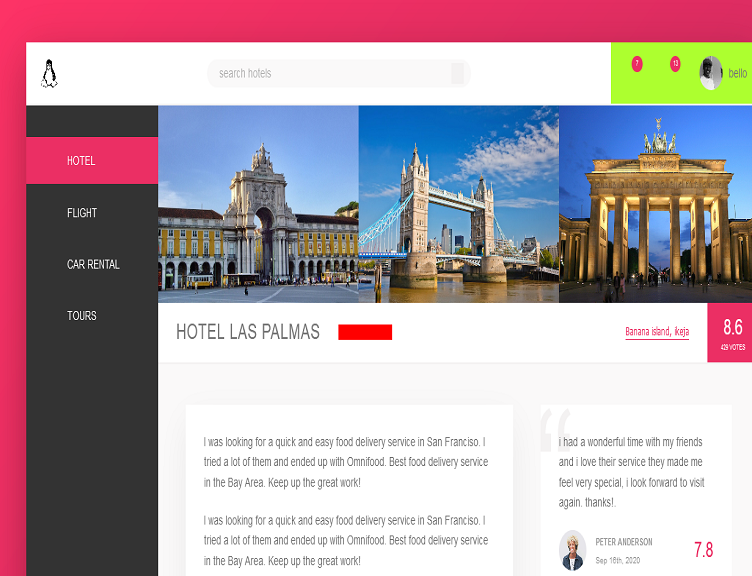 search hotels
7
13
bello
HOTEL
FLIGHT
CAR RENTAL
TOURS
HOTEL LAS PALMAS
Banana island, ikeja
8.6
429 VOTES
I was looking for a quick and easy food delivery service in San Franciso. I
tried a lot of them and ended up with Omnifood. Best food delivery service
in the Bay Area. Keep up the great work!
I was looking for a quick and easy food delivery service in San Franciso. I
tried a lot of them and ended up with Omnifood. Best food delivery service
in the Bay Area. Keep up the great work!
“
i had a wonderful time with my friends
and i love their service they made me
feel very special, i look forward to visit
again. thanks!.
PETER ANDERSON
Sep 16th, 2020
7.8